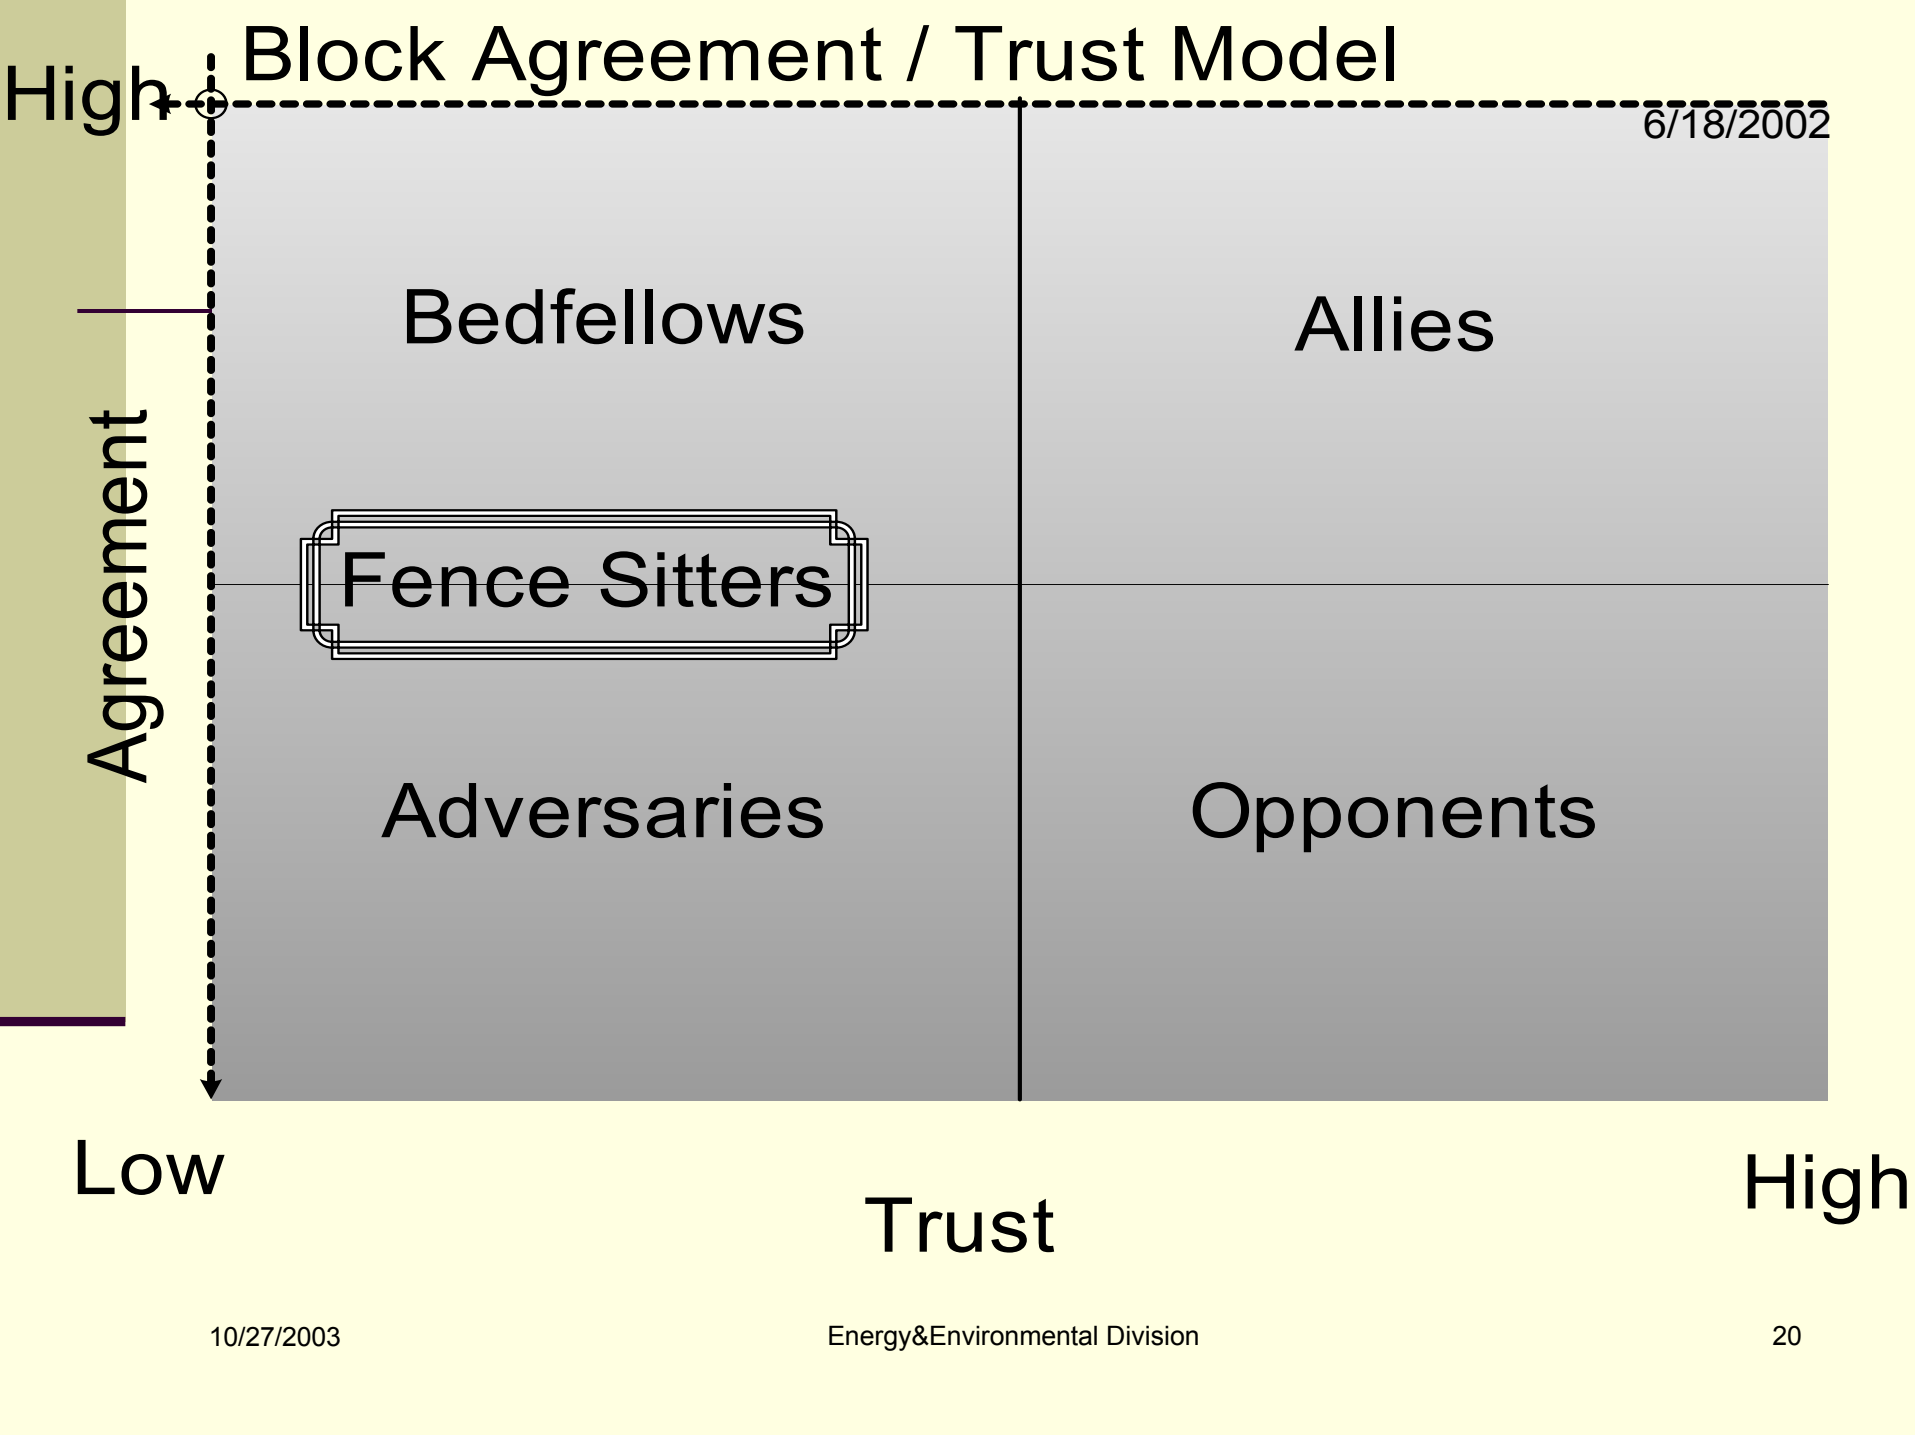 Block Agreement / Trust Model
High
6/18/2002
Bedfellows
Allies
Agreement
Fence Sitters
Adversaries
Opponents
Low
High
Trust
10/27/2003
Energy&Environmental Division
20